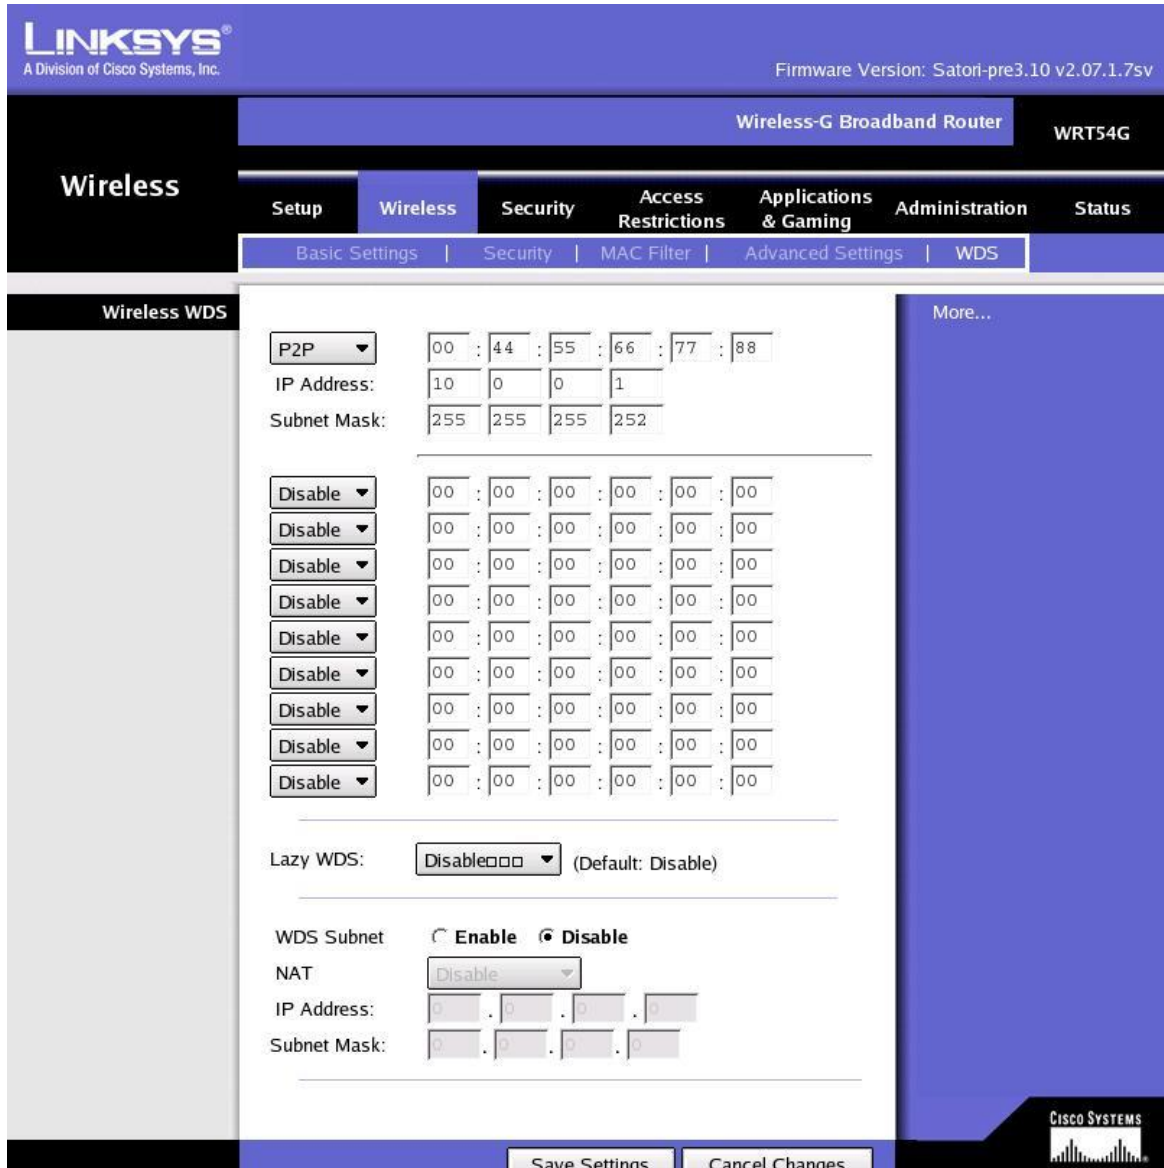 LINKSYS®
A Division of Cisco Systems, Inc.
Firmware Version: Satori-pre3.10 v2.07.1.7sv
Wireless-G Broadband Router
WRT54G
Wireless
Setup Wireless Security Access Restrictions Applications & Gaming Administration Status
Basic Settings | Security | MAC Filter | Advanced Settings | WDS
Wireless WDS
More...
P2P 00 : 44 : 55 : 66 : 77 : 88
IP Address: 10 0 0 1
Subnet Mask: 255 255 255 252
Disable 00 : 00 : 00 : 00 : 00 : 00
Disable 00 : 00 : 00 : 00 : 00 : 00
Disable 00 : 00 : 00 : 00 : 00 : 00
Disable 00 : 00 : 00 : 00 : 00 : 00
Disable 00 : 00 : 00 : 00 : 00 : 00
Disable 00 : 00 : 00 : 00 : 00 : 00
Disable 00 : 00 : 00 : 00 : 00 : 00
Disable 00 : 00 : 00 : 00 : 00 : 00
Disable 00 : 00 : 00 : 00 : 00 : 00
Lazy WDS: Disable□□□ (Default: Disable)
WDS Subnet Enable Disable
NAT Disable
IP Address: 0 . 0 . 0 . 0
Subnet Mask: 0 . 0 . 0 . 0
CISCO SYSTEMS
Save Settings Cancel Changes